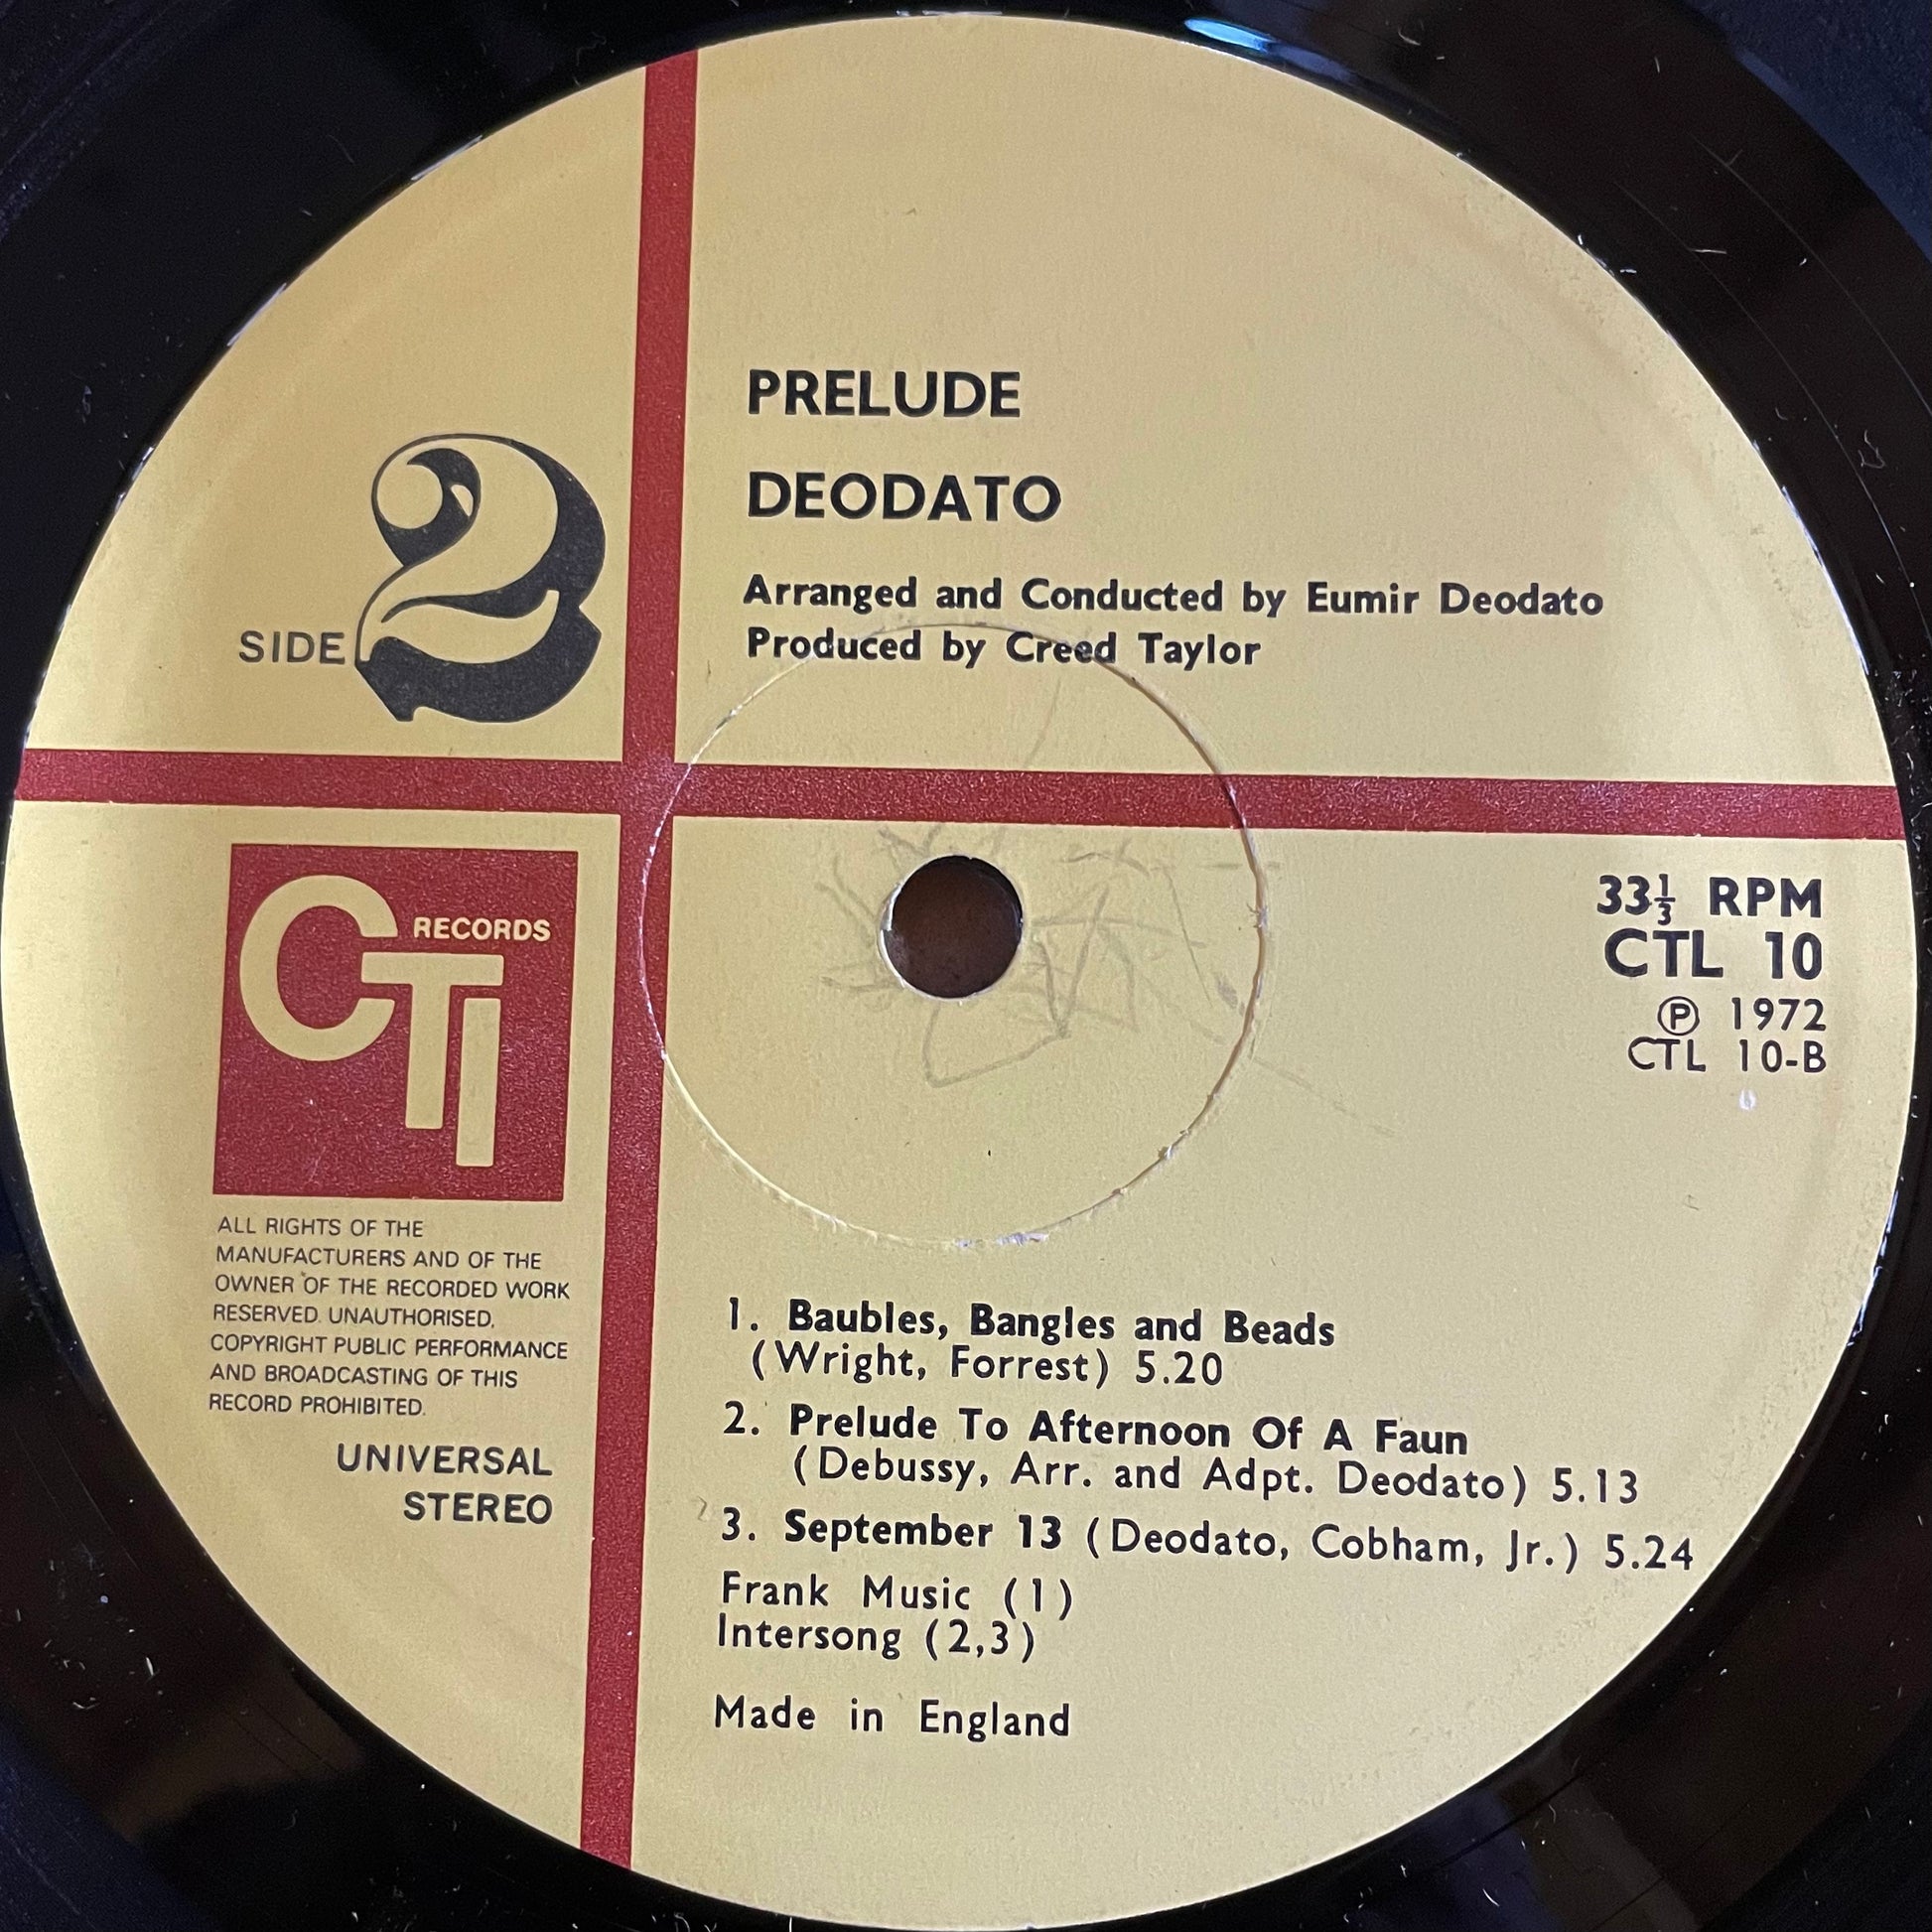 PRELUDE
DEODATO
Arranged and Conducted by Eumir Deodato
Produced by Creed Taylor
SIDE 2
CTI RECORDS
33⅓ RPM
CTL 10
Ⓟ 1972
CTL 10-B
ALL RIGHTS OF THE
MANUFACTURERS AND OF THE
OWNER OF THE RECORDED WORK
RESERVED. UNAUTHORISED,
COPYRIGHT PUBLIC PERFORMANCE
AND BROADCASTING OF THIS
RECORD PROHIBITED.
UNIVERSAL
STEREO
1. Baubles, Bangles and Beads
(Wright, Forrest) 5.20
2. Prelude To Afternoon Of A Faun
(Debussy, Arr. and Adpt. Deodato) 5.13
3. September 13 (Deodato, Cobham, Jr.) 5.24
Frank Music (1)
Intersong (2,3)
Made in England